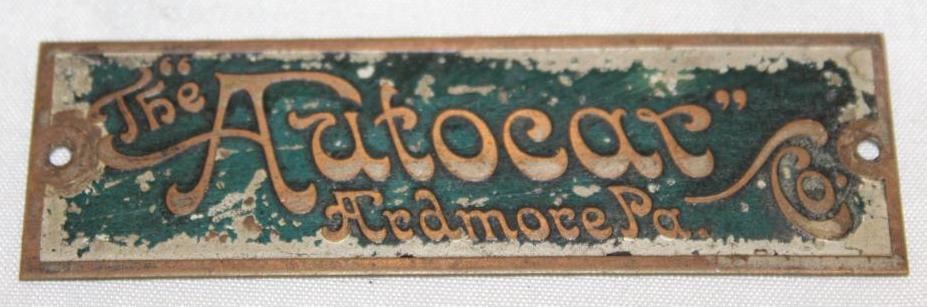 The "Autocar" Co.
Ardmore Pa.